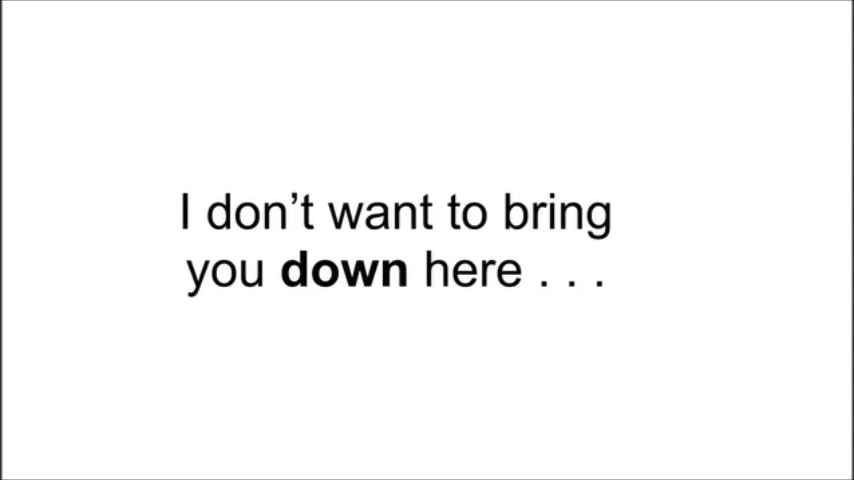 I don’t want to bring
you down here . . .